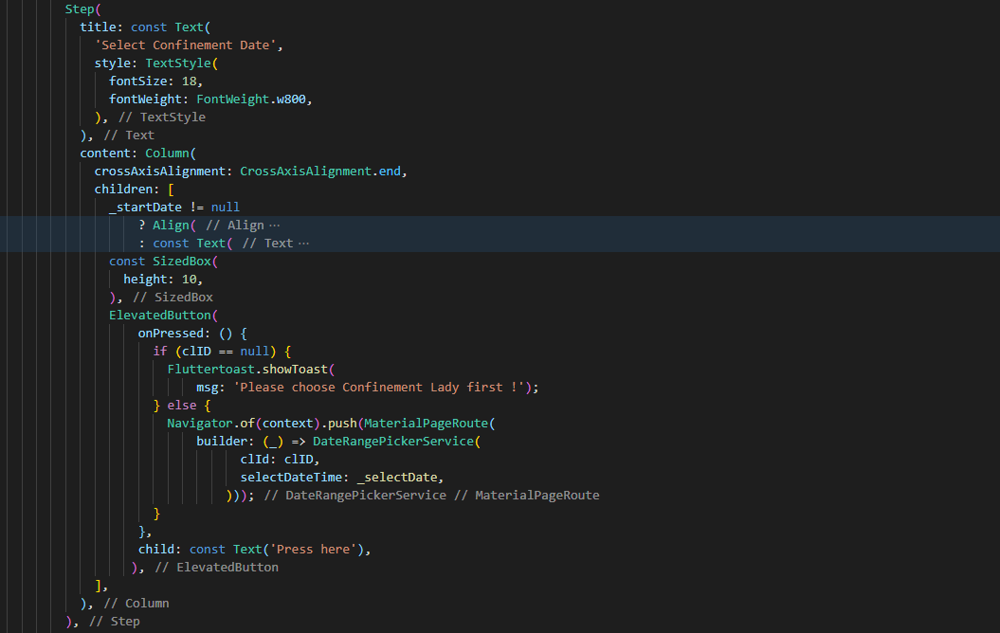 Step(
title: const Text(
'Select Confinement Date',
style: TextStyle(
fontSize: 18,
fontWeight: FontWeight.w800,
), // TextStyle
), // Text
content: Column(
crossAxisAlignment: CrossAxisAlignment.end,
children: [
_startDate != null
? Align( // Align ···
: const Text( // Text ···
const SizedBox(
height: 10,
), // SizedBox
ElevatedButton(
onPressed: () {
if (clID == null) {
Fluttertoast.showToast(
msg: 'Please choose Confinement Lady first !');
} else {
Navigator.of(context).push(MaterialPageRoute(
builder: (_) => DateRangePickerService(
clId: clID,
selectDateTime: _selectDate,
))); // DateRangePickerService // MaterialPageRoute
}
},
child: const Text('Press here'),
), // ElevatedButton
],
), // Column
), // Step